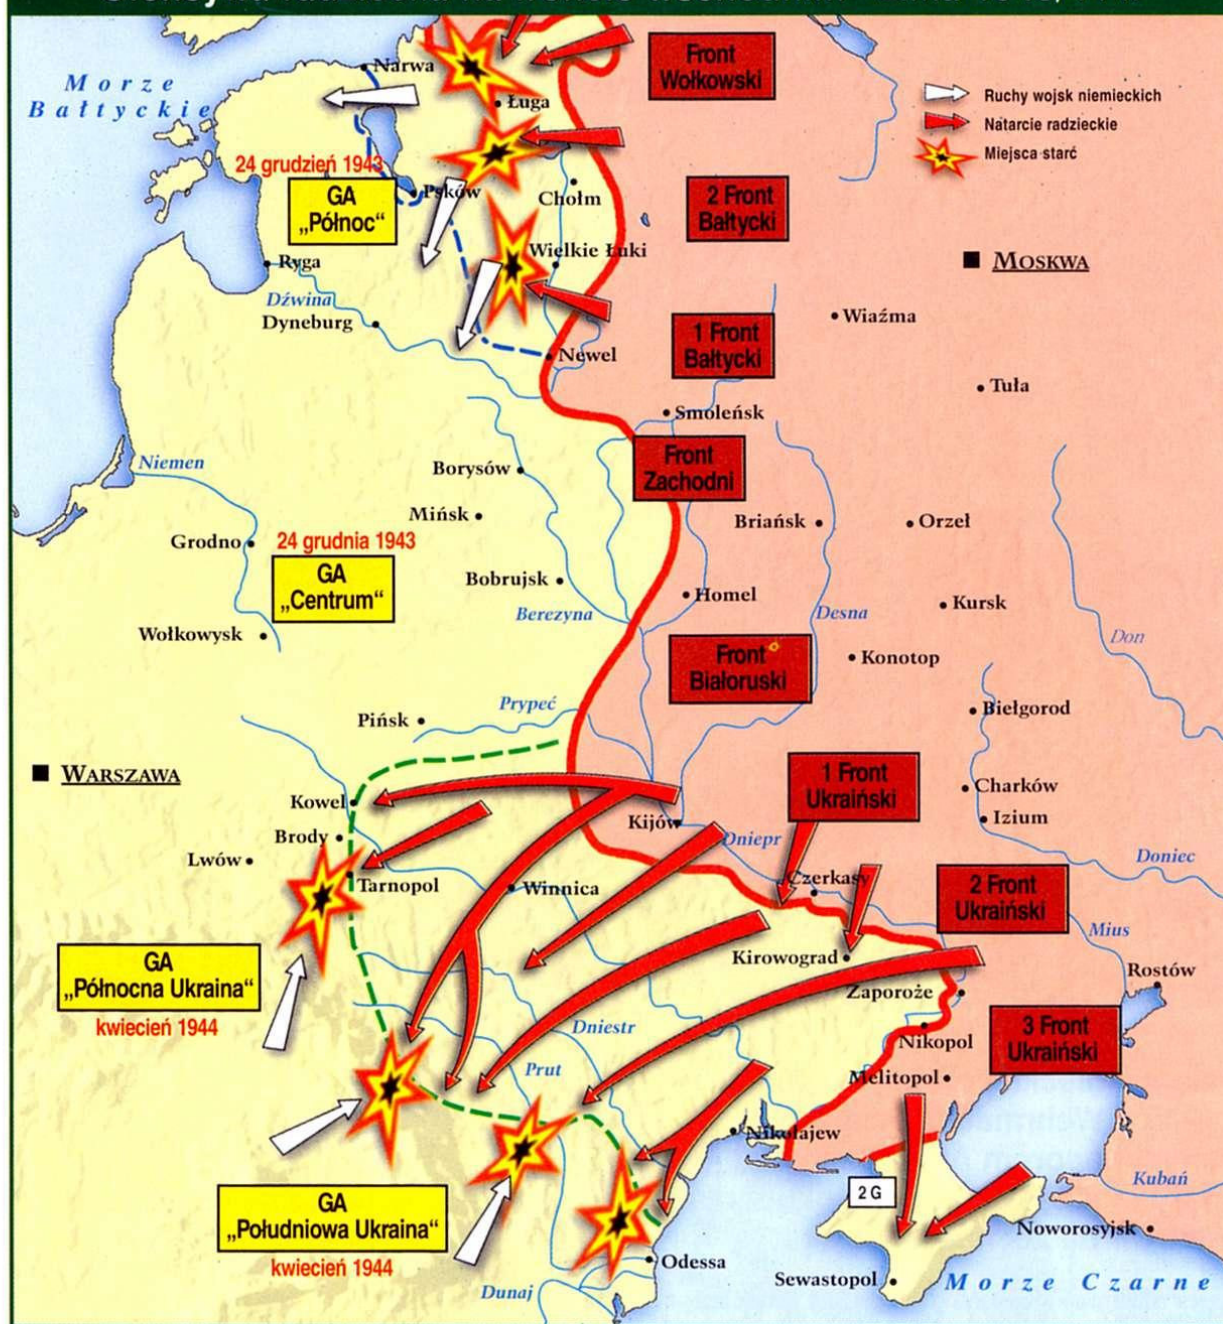 Morze
Bałtyckie
Narwa
Ługa
Front
Wołkowski
Ruchy wojsk niemieckich
Natarcie radzieckie
Miejsca starć
24 grudzień 1943
GA
„Północ“
Psków
Chołm
2 Front
Bałtycki
Ryga
Wielkie Łuki
MOSKWA
Dźwina
Dyneburg
Newel
1 Front
Bałtycki
Wiaźma
Tuła
Smoleńsk
Niemen
Borysów
Front
Zachodni
Mińsk
Briańsk
Orzeł
Grodno
24 grudnia 1943
GA
„Centrum“
Bobrujsk
Berezyna
Homel
Desna
Kursk
Don
Wołkowysk
Front
Białoruski
Konotop
Prypeć
Pińsk
Biełgorod
WARSZAWA
1 Front
Ukraiński
Kowel
Charków
Brody
Kijów
Izium
Lwów
Dniepr
Doniec
Tarnopol
Winnica
Czerkasy
2 Front
Ukraiński
Mius
GA
„Północna Ukraina“
kwiecień 1944
Kirowograd
Rostów
Zaporoże
Dniestr
Nikopol
3 Front
Ukraiński
Prut
Melitopol
Nikołajew
GA
„Południowa Ukraina“
kwiecień 1944
2 G
Kubań
Noworosyjsk
Odessa
Dunaj
Sewastopol
Morze Czarne